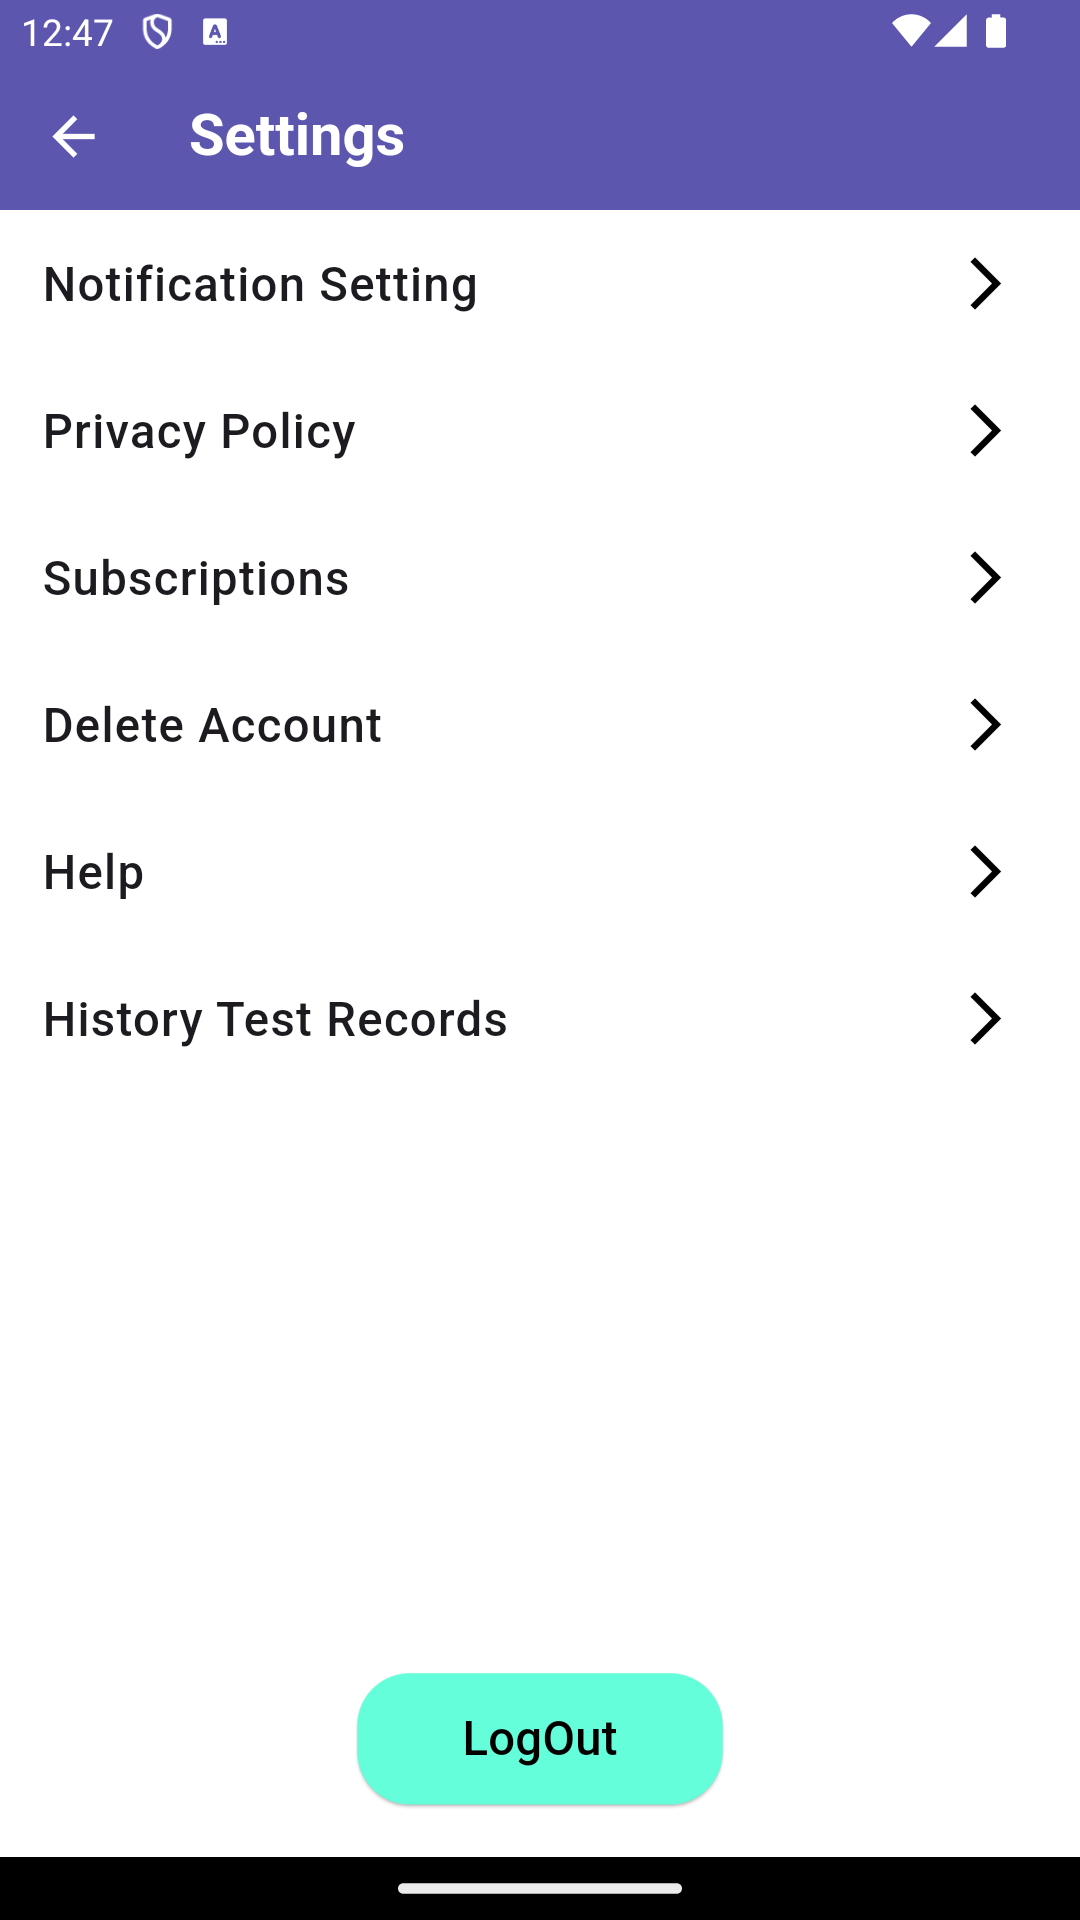 12:47
Settings
Notification Setting
Privacy Policy
Subscriptions
Delete Account
Help
History Test Records
LogOut